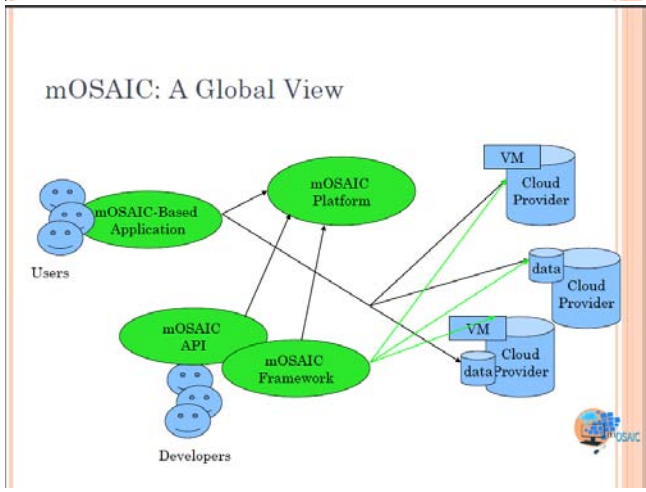 mOSAIC: A Global View
VM
Cloud
Provider
mOSAIC
Platform
mOSAIC-Based
Application
Users
data
Cloud
Provider
mOSAIC
API
VM
mOSAIC
Framework
Cloud
Provider
data
Developers
mOSAIC